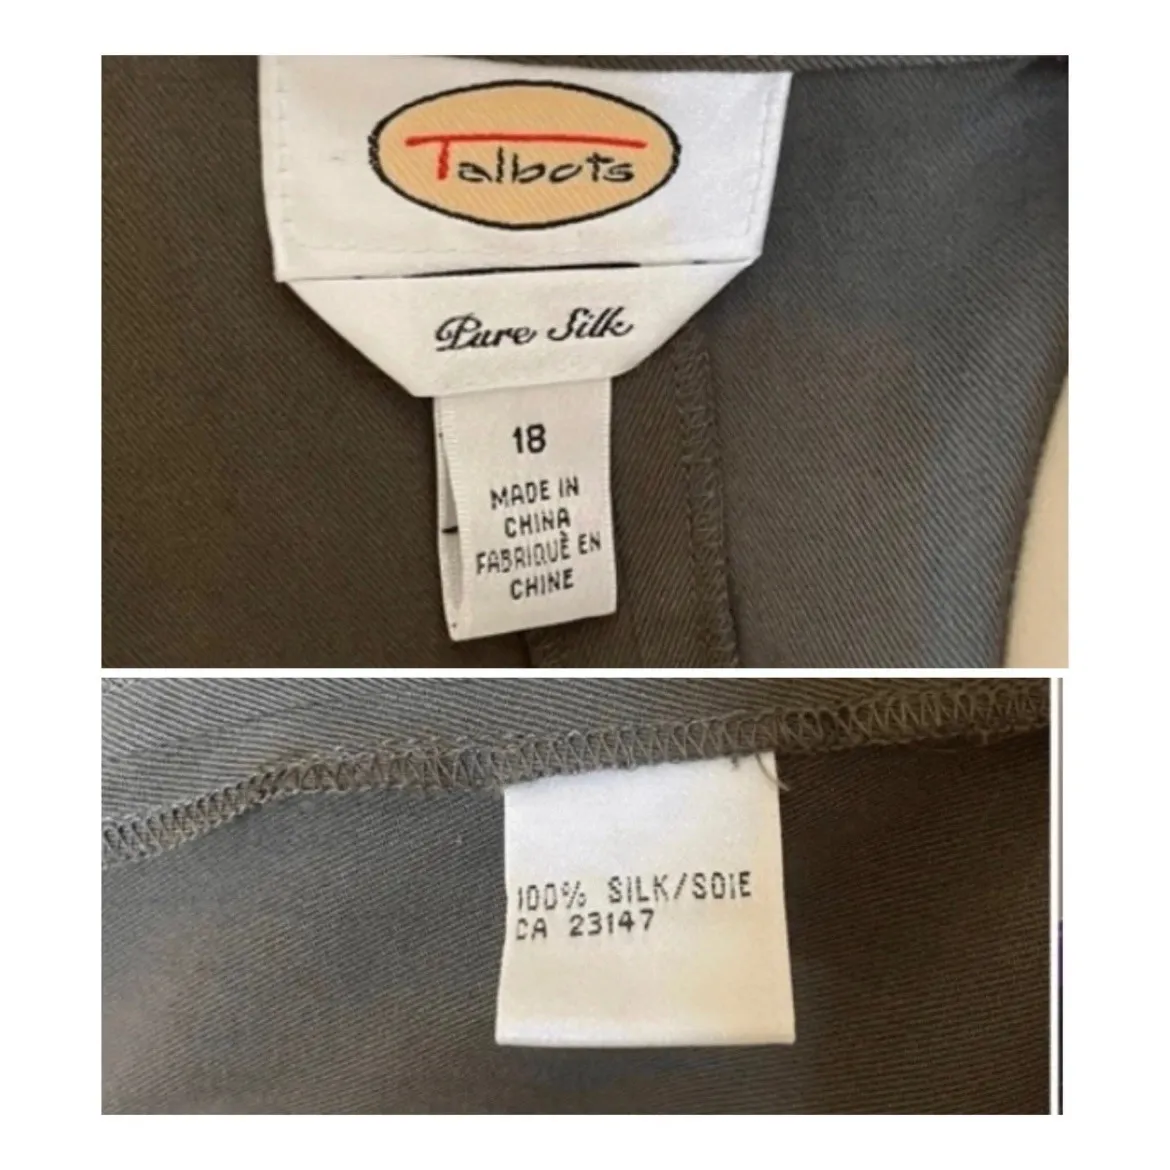 Talbots
Pure Silk
18
MADE IN
CHINA
FABRIQUÈ EN
CHINE
100% SILK/SOIE
CA 23147